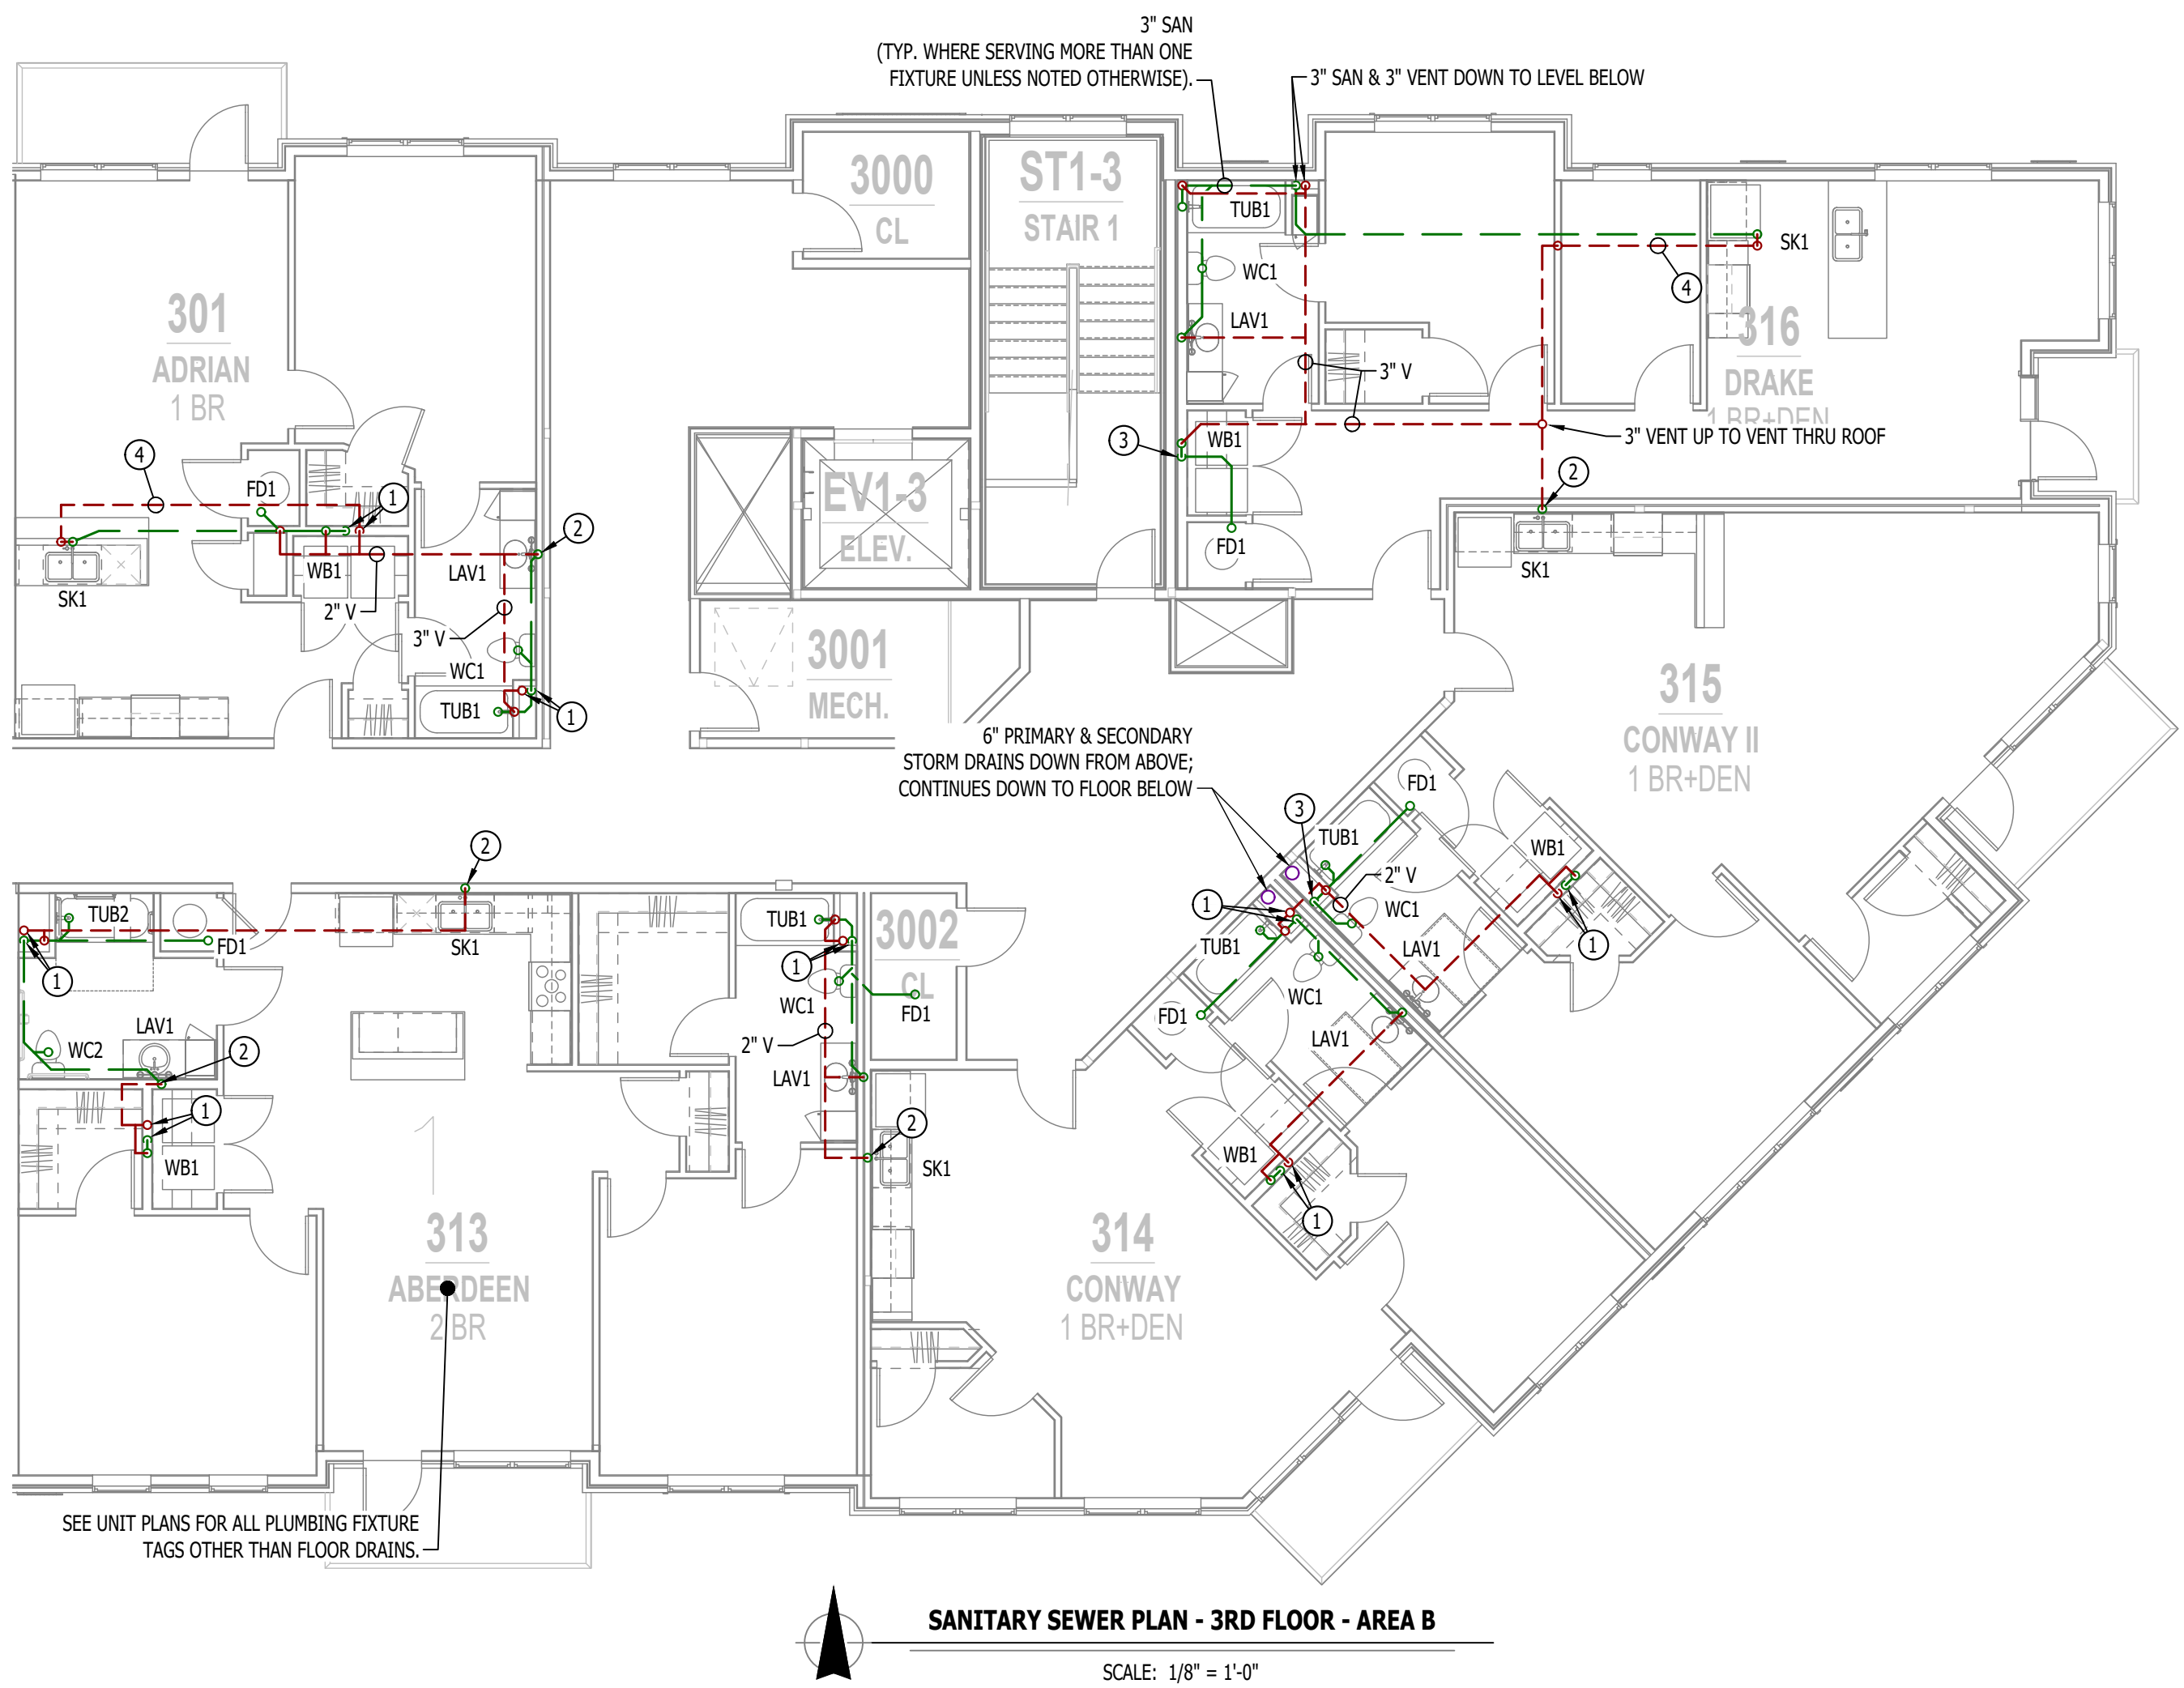 3" SAN
(TYP. WHERE SERVING MORE THAN ONE
FIXTURE UNLESS NOTED OTHERWISE).
3" SAN & 3" VENT DOWN TO LEVEL BELOW
3000
CL
ST1-3
STAIR 1
TUB1
WC1
LAV1
SK1
4
301
ADRIAN
1 BR
316
DRAKE
1 BR+DEN
3" V
3" VENT UP TO VENT THRU ROOF
3
WB1
2
4
FD1
1
2
WB1
LAV1
SK1
2" V
3" V
WC1
TUB1
1
EV1-3
ELEV.
FD1
SK1
3001
MECH.
315
CONWAY II
1 BR+DEN
6" PRIMARY & SECONDARY
STORM DRAINS DOWN FROM ABOVE;
CONTINUES DOWN TO FLOOR BELOW
FD1
3
TUB1
WB1
2" V
1
WC1
TUB1
LAV1
1
WC1
FD1
LAV1
2
TUB2
FD1
SK1
TUB1
3002
CL
1
1
WC1
FD1
LAV1
WC2
2
2" V
LAV1
1
WB1
2
SK1
WB1
1
1
313
ABERDEEN
2 BR
314
CONWAY
1 BR+DEN
SEE UNIT PLANS FOR ALL PLUMBING FIXTURE
TAGS OTHER THAN FLOOR DRAINS.
SANITARY SEWER PLAN - 3RD FLOOR - AREA B
SCALE: 1/8" = 1'-0"